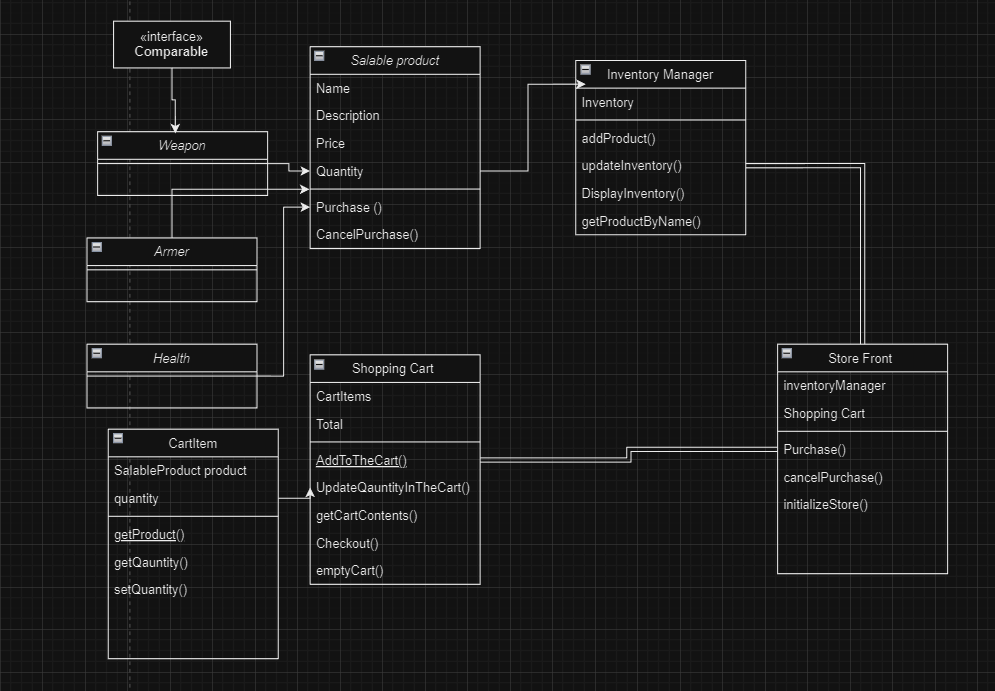 «interface»
Comparable
Weapon
Armer
Health
Salable product
Name
Description
Price
Quantity
Purchase ()
CancelPurchase()
Inventory Manager
Inventory
addProduct()
updateInventory()
DisplayInventory()
getProductByName()
CartItem
SalableProduct product
quantity
getProduct()
getQauntity()
setQuantity()
Shopping Cart
CartItems
Total
AddToTheCart()
UpdateQauntityInTheCart()
getCartContents()
Checkout()
emptyCart()
Store Front
inventoryManager
Shopping Cart
Purchase()
cancelPurchase()
initializeStore()